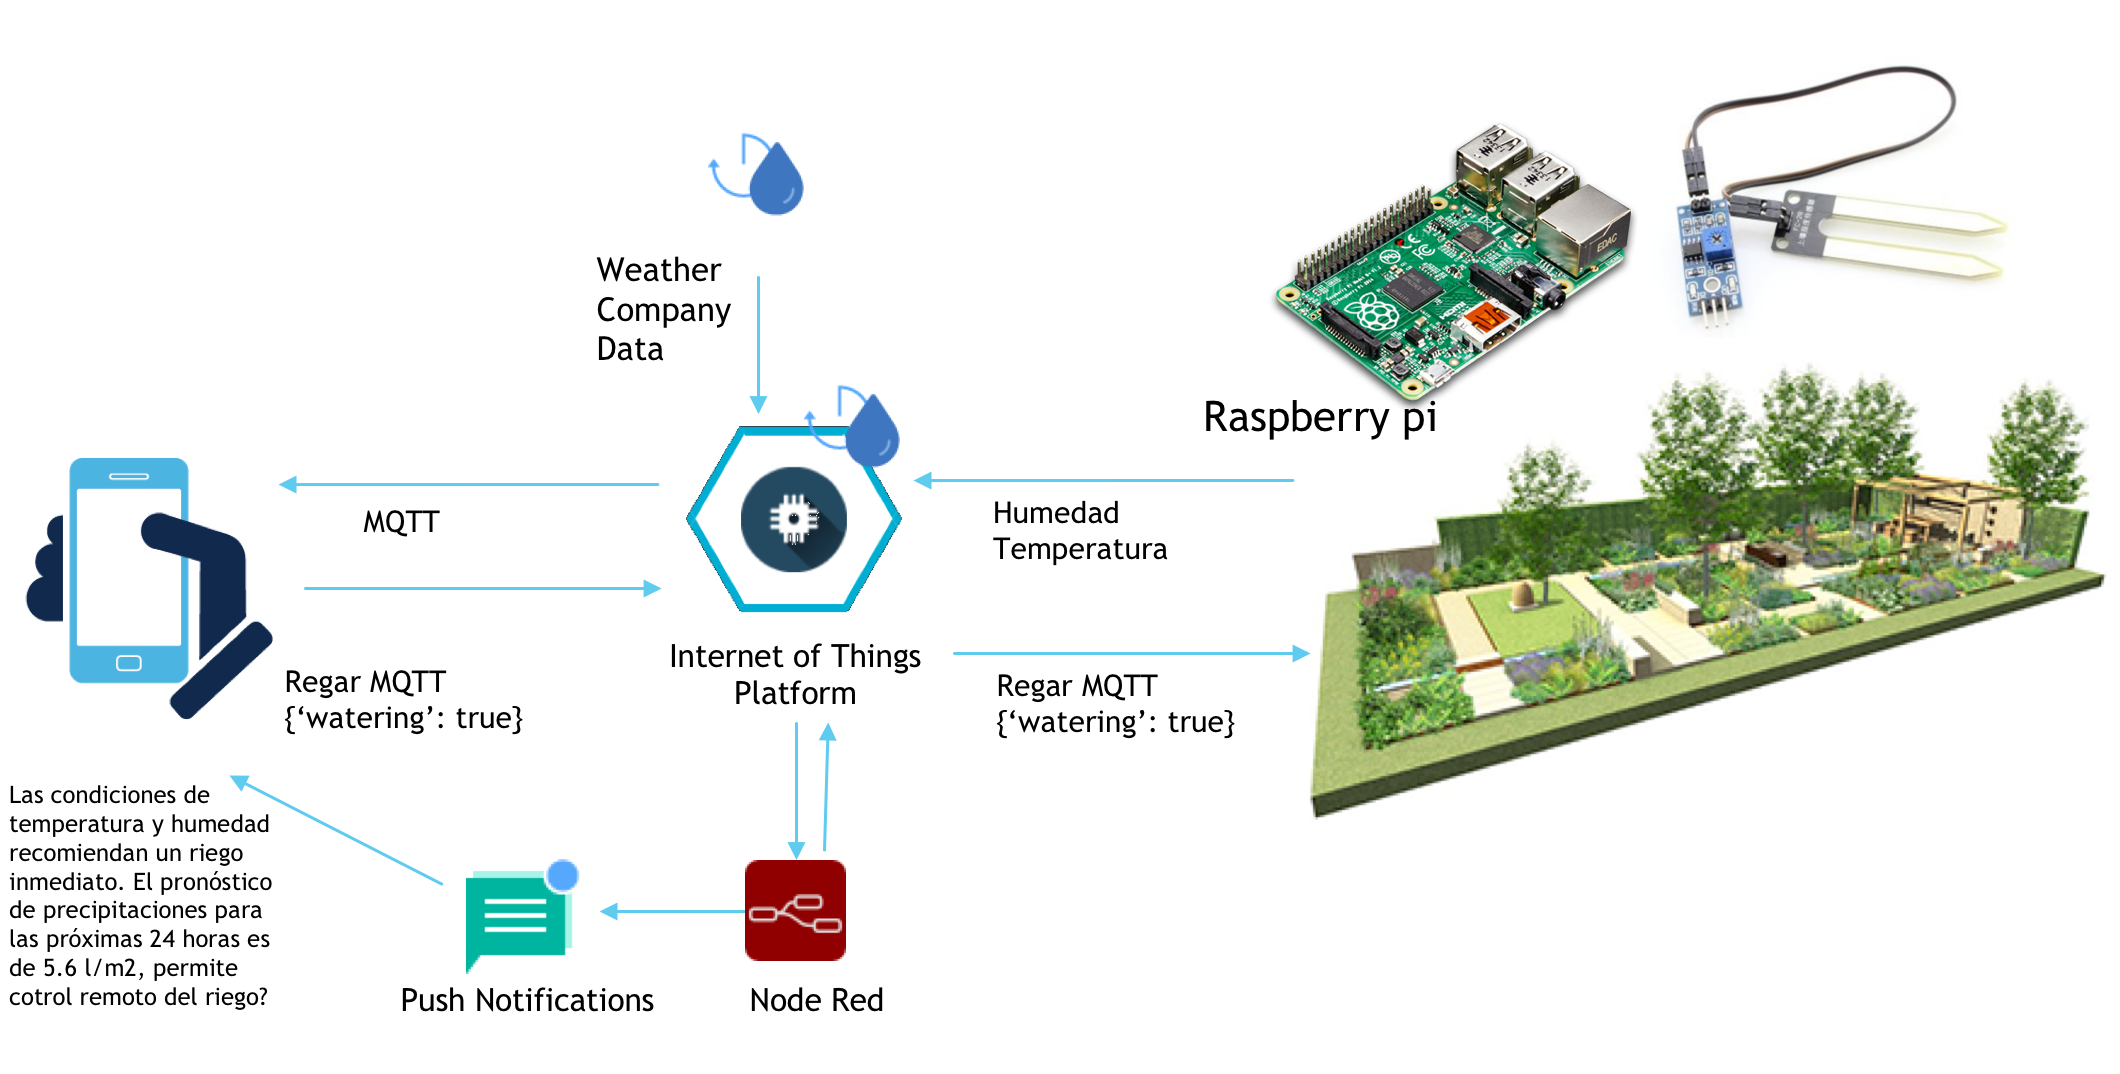 Weather
Company
Data
EDAC
Raspberry pi
MQTT
Humedad
Temperatura
Internet of Things
Platform
Regar MQTT
{‘watering’: true}
Regar MQTT
{‘watering’: true}
Las condiciones de
temperatura y humedad
recomiendan un riego
inmediato. El pronóstico
de precipitaciones para
las próximas 24 horas es
de 5.6 l/m2, permite
cotrol remoto del riego?
Push Notifications
Node Red